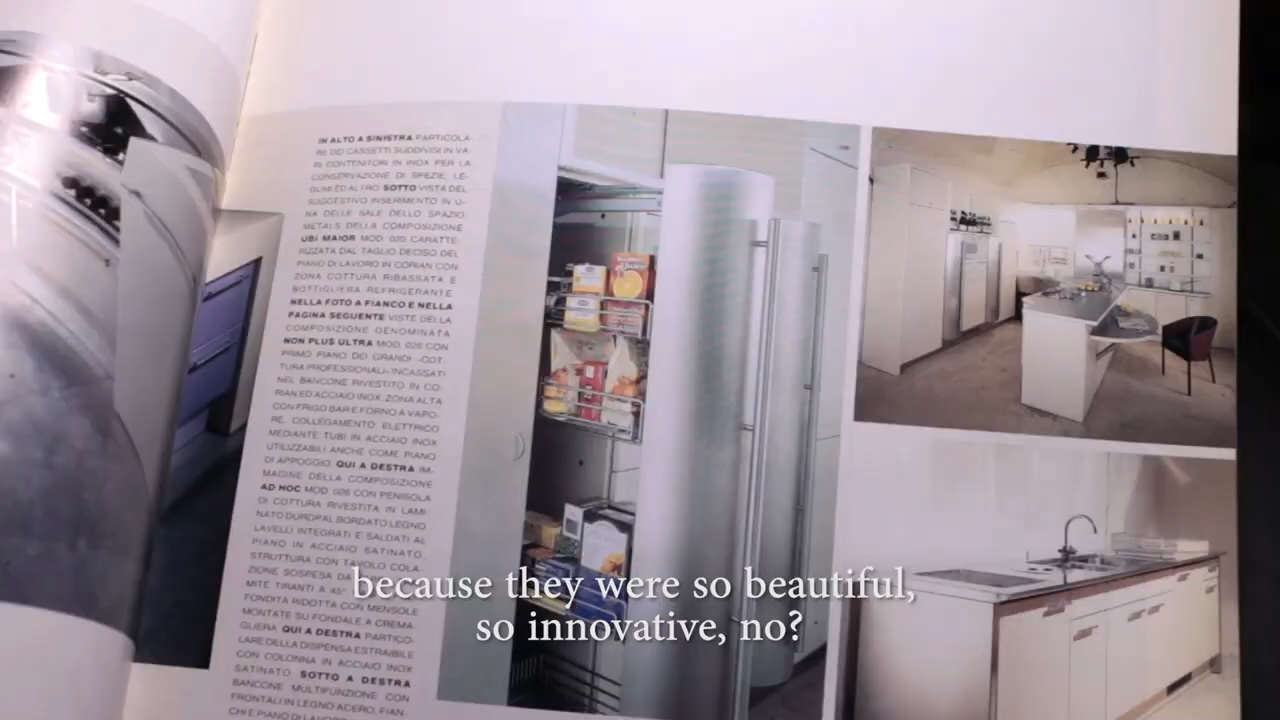 IN ALTO A SINISTRA PARTICOLA-
RE DEI CASSETTI SUDDIVISI IN VA-
RI CONTENITORI IN INOX PER LA
CONSERVAZIONE DI SPEZIE, LE-
GUMI ED ALTRO SOTTO VISTA DEL
SUGGESTIVO INSERIMENTO IN U-
NA DELLE SALE DELLO SPAZIO
METALS DELLA COMPOSIZIONE
UBI MAIOR MOD. 020 CARATTE-
RIZZATA DAL TAGLIO DECISO DEL
PIANO DI LAVORO IN CORIAN CON
ZONA COTTURA RIBASSATA E
BOTTIGLIERA REFRIGERANTE
NELLA FOTO A FIANCO E NELLA
PAGINA SEGUENTE VISTE DELLA
COMPOSIZIONE DENOMINATA
NON PLUS ULTRA MOD. 026 CON
PRIMO PIANO DEI GRANDI COT-
TURA PROFESSIONALI INCASSATI
NEL BANCONE RIVESTITO IN CO-
RIAN ED ACCIAIO INOX. ZONA ALTA
CON FRIGO BAR E FORNO A VAPO-
RE, COLLEGAMENTO ELETTRICO
MEDIANTE TUBI IN ACCIAIO INOX
UTILIZZABILI ANCHE COME PIANO
DI APPOGGIO. QUI A DESTRA IM-
MAGINE DELLA COMPOSIZIONE
AD HOC MOD. 026 CON PENISOLA
DI COTTURA RIVESTITA IN LAMI-
NATO DUROPAL BORDATO LEGNO
LAVELLI INTEGRATI E SALDATI AL
PIANO IN ACCIAIO SATINATO.
STRUTTURA CON TAVOLO COLA-
ZIONE SOSPESA DA
MITE TIRANTI A 45°
FONDITA RIDOTTA CON MENSOLE
MONTATE SU FONDALE A CREMA-
GLIERA QUI A DESTRA PARTICO-
LARE DELLA DISPENSA ESTRAIBILE
CON COLONNA IN ACCIAIO INOX
SATINATO SOTTO A DESTRA
BANCONE MULTIFUNZIONE CON
FRONTALI IN LEGNO ACERO, FIAN-
CHI E PIANO DI
because they were so beautiful,
so innovative, no?